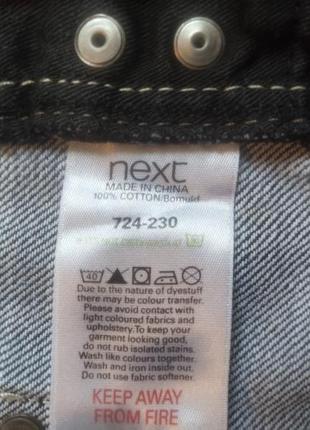 next
MADE IN CHINA
100% COTTON/Bomuld
724-230
40
Due to the nature of dyestuff
there may be colour transfer.
Please avoid contact with
light coloured fabrics and
upholstery.To keep your
garment looking good,
do not rub isolated stains.
Wash like colours together.
Wash and iron inside out.
Do not use fabric softener.
KEEP AWAY
FROM FIRE